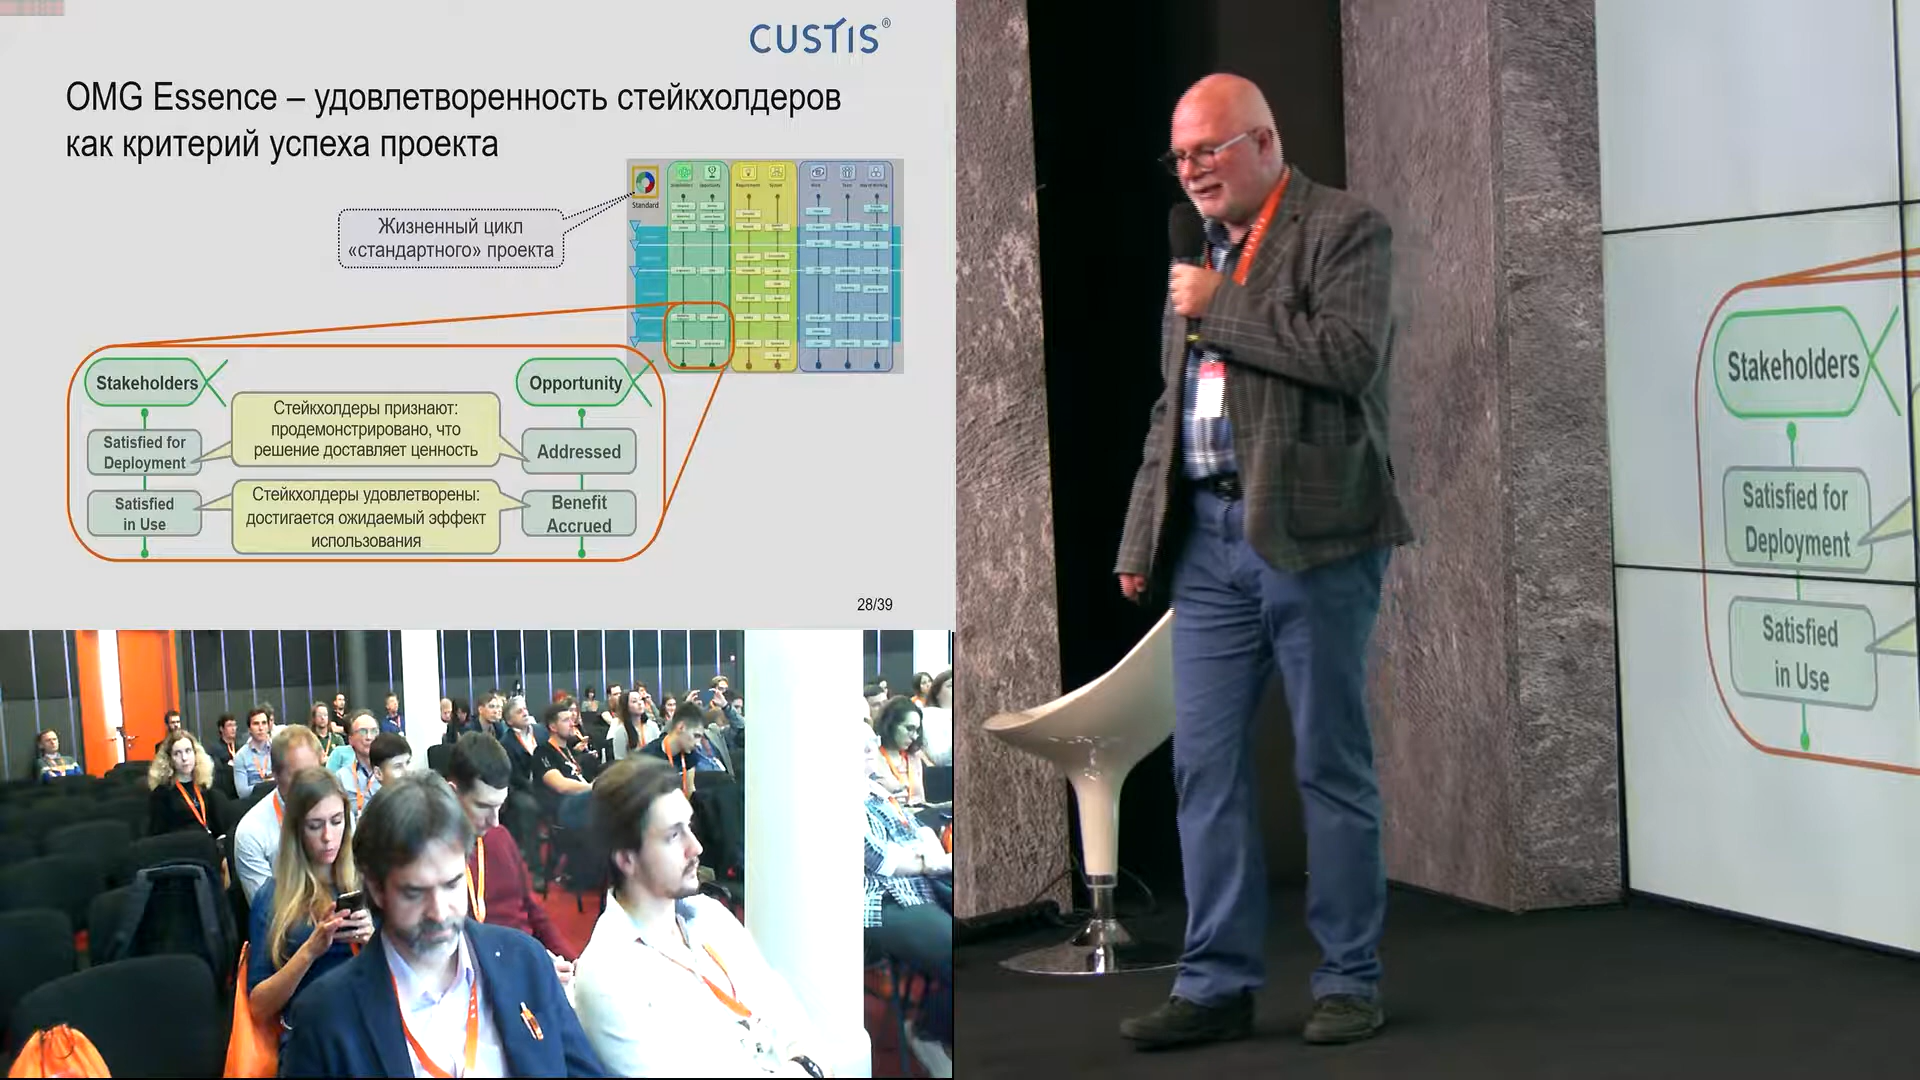 CUSTIS®
OMG Essence – удовлетворенность стейкхолдеров
как критерий успеха проекта
Жизненный цикл
«стандартного» проекта
Standard
Stakeholders
Opportunity
Стейкхолдеры признают:
продемонстрировано, что
решение доставляет ценность
Satisfied for
Deployment
Addressed
Стейкхолдеры удовлетворены:
достигается ожидаемый эффект
использования
Satisfied
in Use
Benefit
Accrued
28/39
Stakeholders
Satisfied for
Deployment
Satisfied
in Use